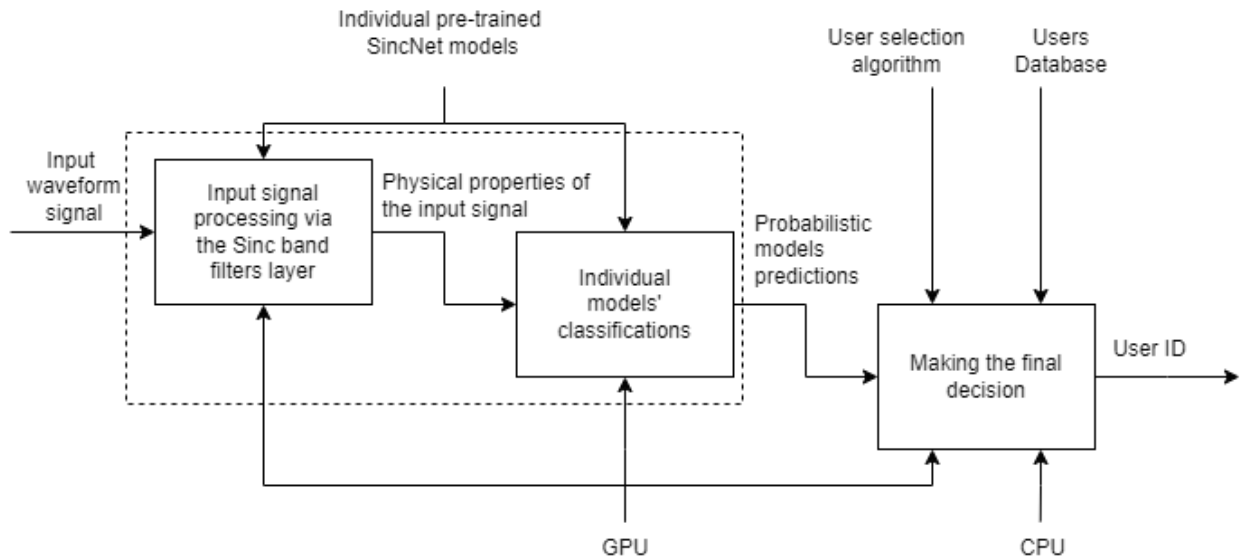 Individual pre-trained
SincNet models
User selection
algorithm
Users
Database
Input
waveform
signal
Input signal
processing via
the Sinc band
filters layer
Physical properties of
the input signal
Individual
models'
classifications
Probabilistic
models
predictions
Making the final
decision
User ID
GPU
CPU